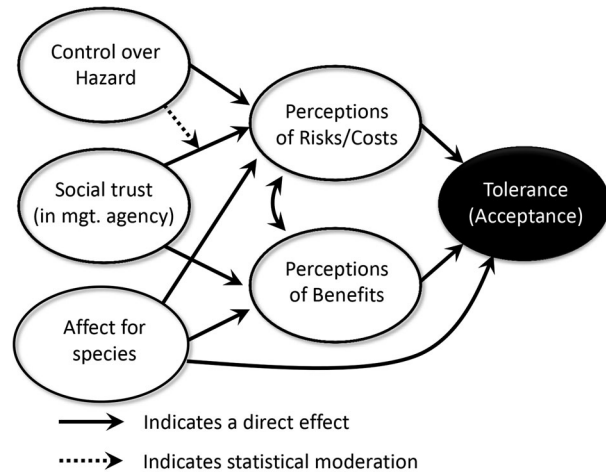 Control over
Hazard
Perceptions
of Risks/Costs
Social trust
(in mgt. agency)
Tolerance
(Acceptance)
Perceptions
of Benefits
Affect for
species
Indicates a direct effect
Indicates statistical moderation